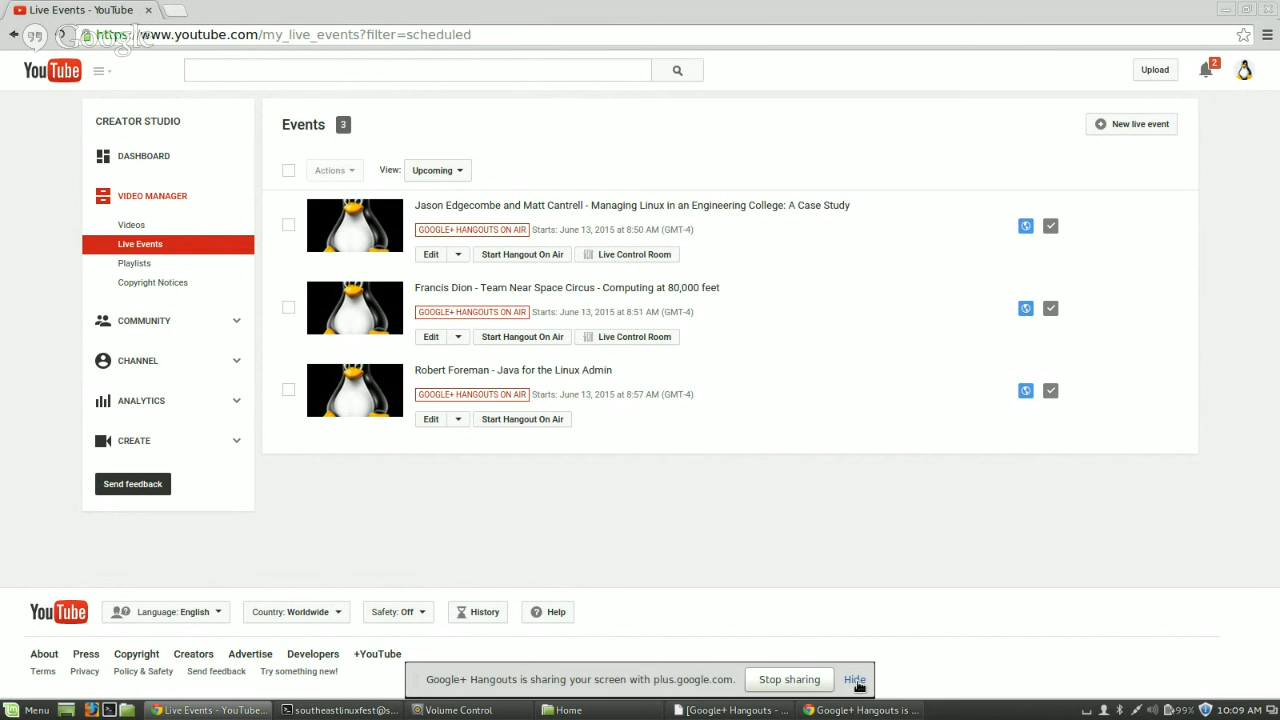 Live Events - YouTube
Google
https://www.youtube.com/my_live_events?filter=scheduled
YouTube
Upload
2
CREATOR STUDIO
DASHBOARD
VIDEO MANAGER
Videos
Live Events
Playlists
Copyright Notices
COMMUNITY
CHANNEL
ANALYTICS
CREATE
Send feedback
Events 3
New live event
Actions
View: Upcoming
Jason Edgecombe and Matt Cantrell - Managing Linux in an Engineering College: A Case Study
GOOGLE+ HANGOUTS ON AIR Starts: June 13, 2015 at 8:50 AM (GMT-4)
Edit Start Hangout On Air Live Control Room
Francis Dion - Team Near Space Circus - Computing at 80,000 feet
GOOGLE+ HANGOUTS ON AIR Starts: June 13, 2015 at 8:51 AM (GMT-4)
Edit Start Hangout On Air Live Control Room
Robert Foreman - Java for the Linux Admin
GOOGLE+ HANGOUTS ON AIR Starts: June 13, 2015 at 8:57 AM (GMT-4)
Edit Start Hangout On Air
YouTube Language: English Country: Worldwide Safety: Off History Help
About Press Copyright Creators Advertise Developers +YouTube
Terms Privacy Policy & Safety Send feedback Try something new!
Google+ Hangouts is sharing your screen with plus.google.com. Stop sharing Hide
Menu Live Events - YouTube... southeastlinuxfest@s... Volume Control Home [Google+ Hangouts - ... Google+ Hangouts is ... 99% 10:09 AM